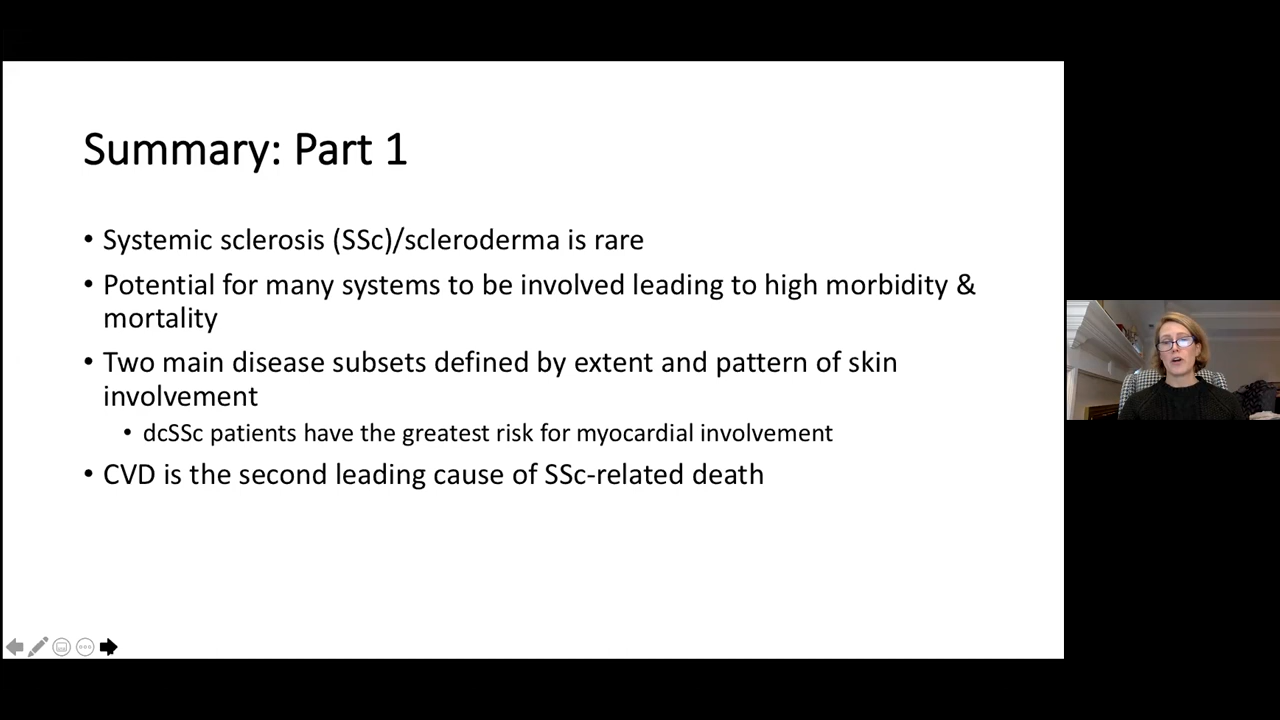 Summary: Part 1
• Systemic sclerosis (SSc)/scleroderma is rare
• Potential for many systems to be involved leading to high morbidity &
mortality
• Two main disease subsets defined by extent and pattern of skin
involvement
• dcSSc patients have the greatest risk for myocardial involvement
• CVD is the second leading cause of SSc-related death